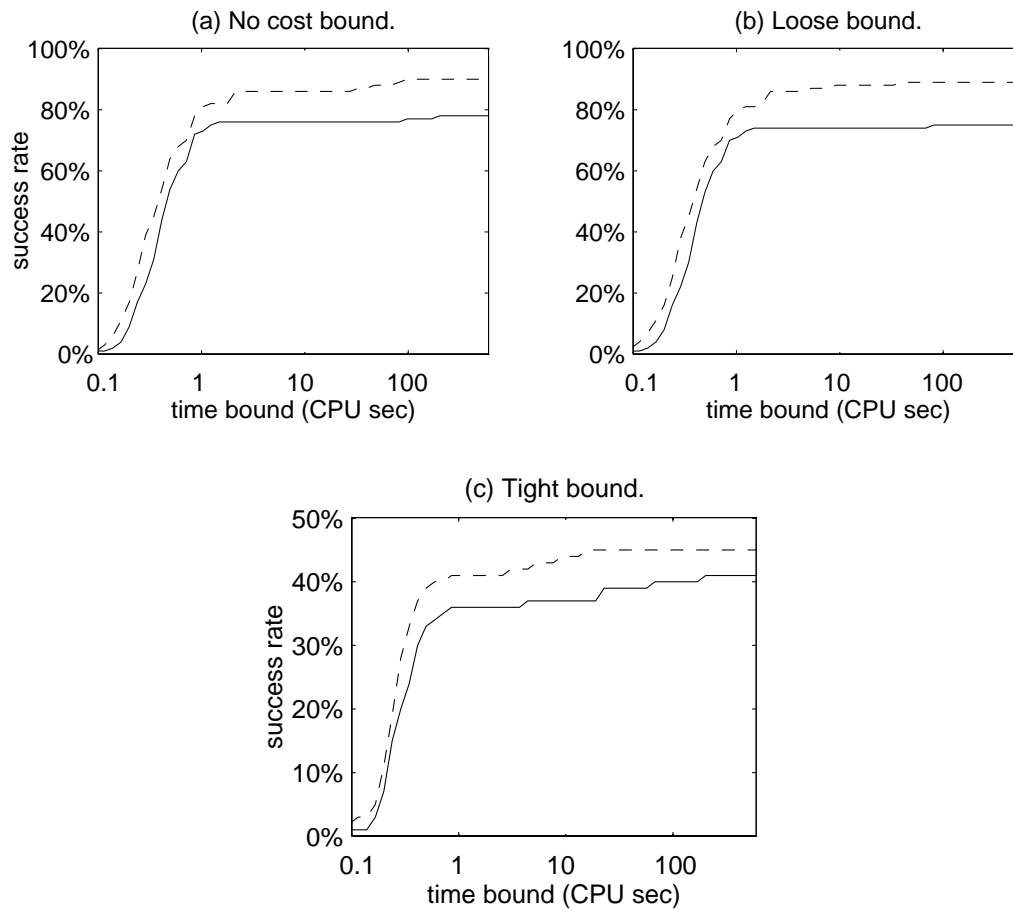 (a) No cost bound.
100%
80%
60%
40%
20%
0%
success rate
0.1 1 10 100
time bound (CPU sec)
(b) Loose bound.
100%
80%
60%
40%
20%
0%
0.1 1 10 100
time bound (CPU sec)
(c) Tight bound.
50%
40%
30%
20%
10%
0%
success rate
0.1 1 10 100
time bound (CPU sec)